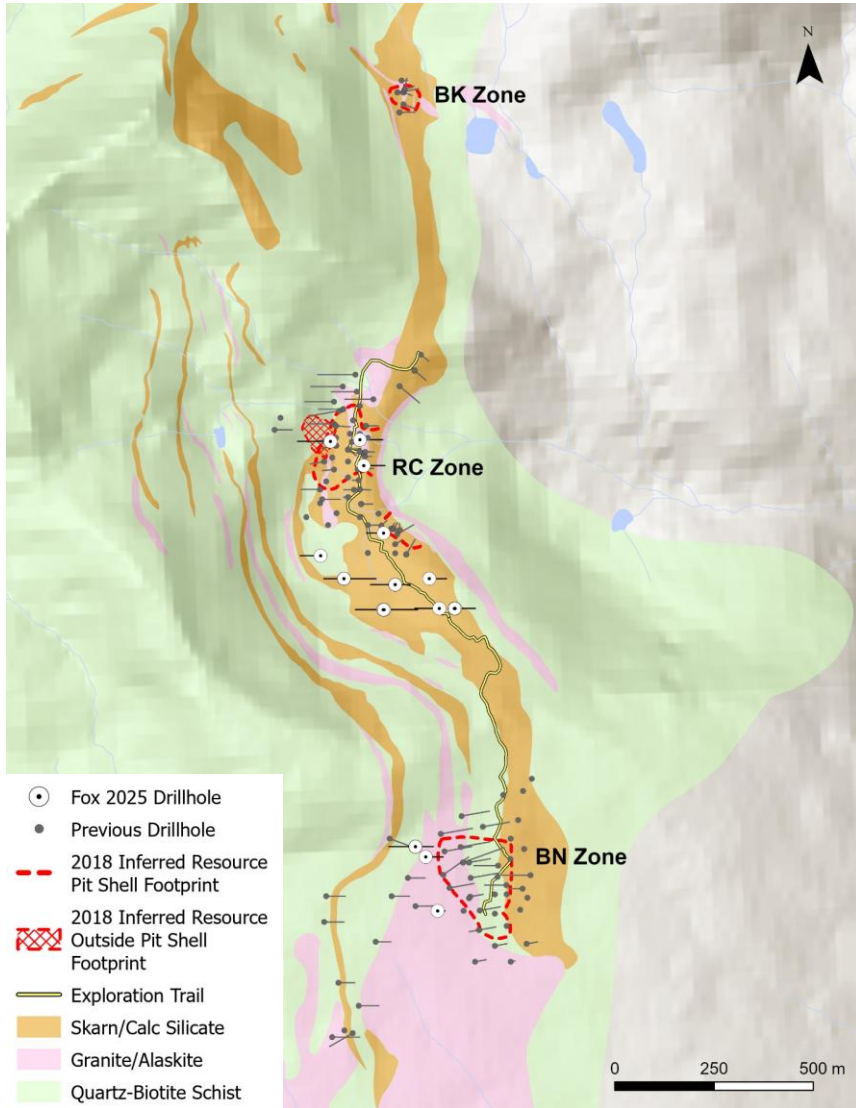 N
BK Zone
RC Zone
BN Zone
Fox 2025 Drillhole
Previous Drillhole
2018 Inferred Resource
Pit Shell Footprint
2018 Inferred Resource
Outside Pit Shell
Footprint
Exploration Trail
Skarn/Calc Silicate
Granite/Alaskite
Quartz-Biotite Schist
0 250 500 m